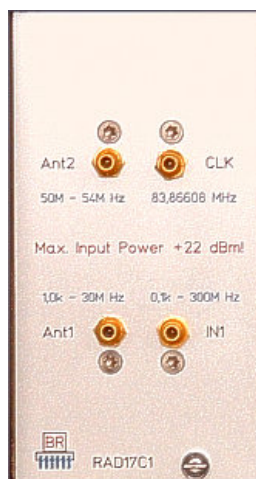 Ant2 CLK
50M - 54M Hz 83,86608 MHz
Max. Input Power +22 dBm!
1,0k - 30M Hz 0,1k - 300M Hz
Ant1 IN1
BR
RAD17C1